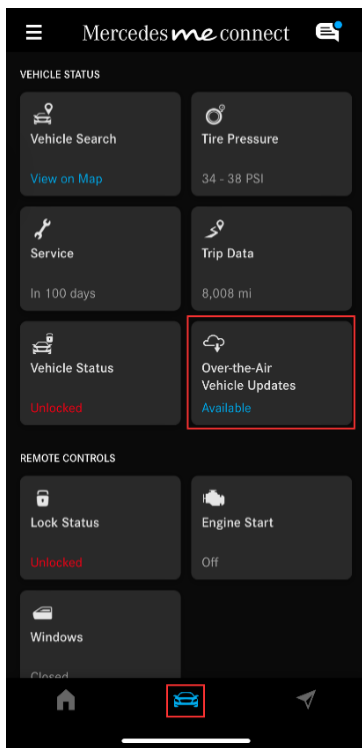 Mercedes me connect
VEHICLE STATUS
Vehicle Search
View on Map
Tire Pressure
34 - 38 PSI
Service
In 100 days
Trip Data
8,008 mi
Vehicle Status
Unlocked
Over-the-Air
Vehicle Updates
Available
REMOTE CONTROLS
Lock Status
Unlocked
Engine Start
Off
Windows
Closed